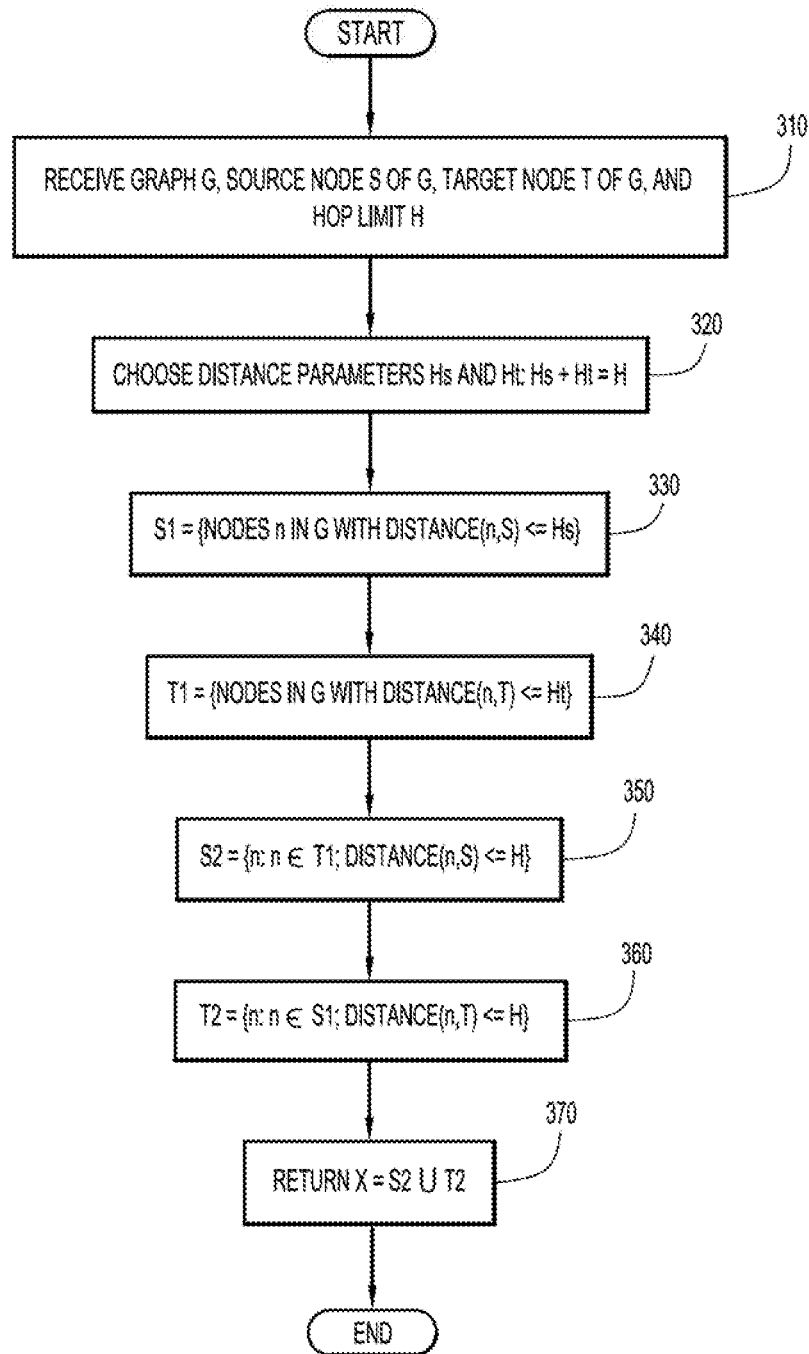 START
310
RECEIVE GRAPH G, SOURCE NODE S OF G, TARGET NODE T OF G, AND
HOP LIMIT H
320
CHOOSE DISTANCE PARAMETERS Hs AND Ht: Hs + Ht = H
330
S1 = {NODES n IN G WITH DISTANCE(n,S) <= Hs}
340
T1 = {NODES IN G WITH DISTANCE(n,T) <= Ht}
350
S2 = {n: n ∈ T1; DISTANCE(n,S) <= H}
360
T2 = {n: n ∈ S1; DISTANCE(n,T) <= H}
370
RETURN X = S2 ∪ T2
END